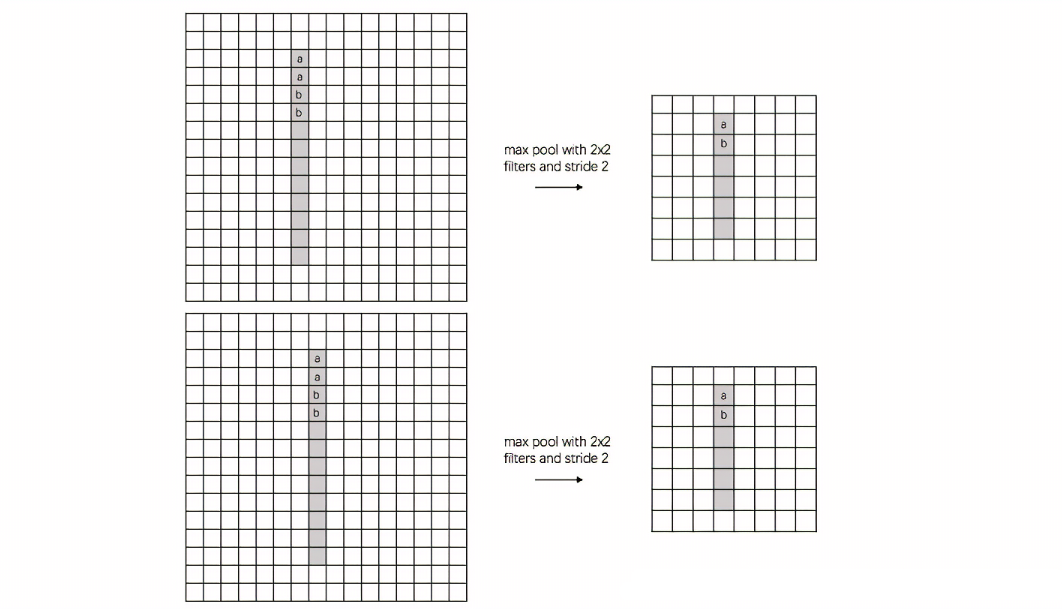 a
a
b
b
max pool with 2x2
filters and stride 2
a
b
a
a
b
b
max pool with 2x2
filters and stride 2
a
b